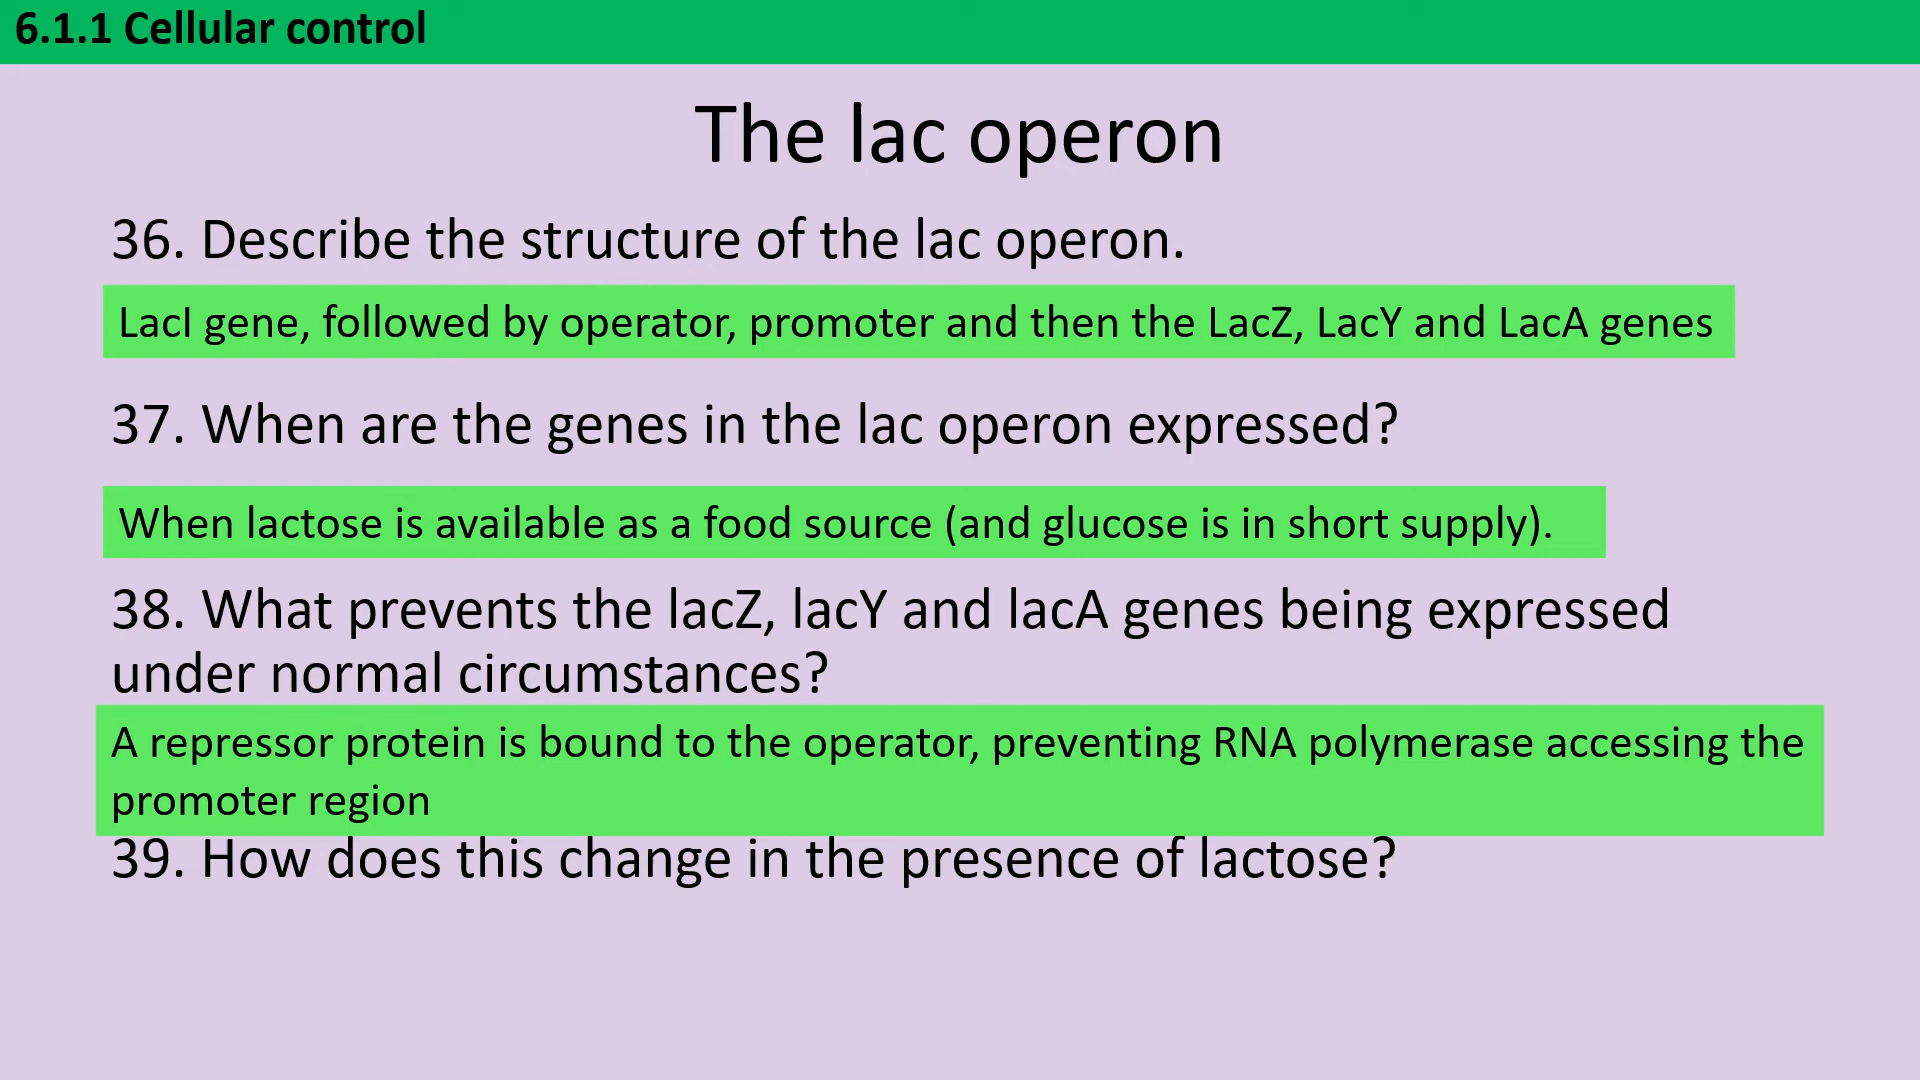 6.1.1 Cellular control
The lac operon
36. Describe the structure of the lac operon.
LacI gene, followed by operator, promoter and then the LacZ, LacY and LacA genes
37. When are the genes in the lac operon expressed?
When lactose is available as a food source (and glucose is in short supply).
38. What prevents the lacZ, lacY and lacA genes being expressed
under normal circumstances?
A repressor protein is bound to the operator, preventing RNA polymerase accessing the
promoter region
39. How does this change in the presence of lactose?